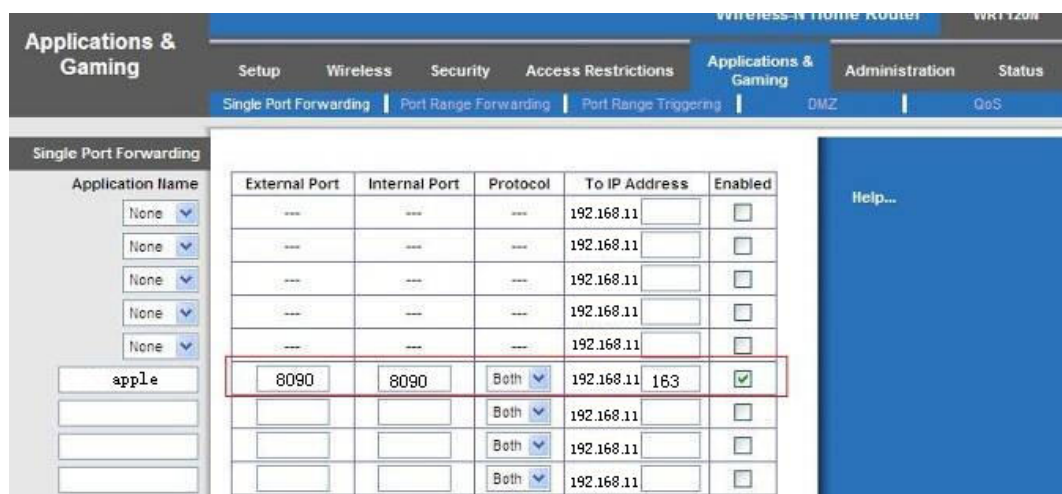 Wireless-N Home Router WRT120N
Applications & Gaming
Setup Wireless Security Access Restrictions Applications & Gaming Administration Status
Single Port Forwarding Port Range Forwarding Port Range Triggering DMZ QoS
Single Port Forwarding
Application Name External Port Internal Port Protocol To IP Address Enabled
Help...
None --- --- --- 192.168.11
None --- --- --- 192.168.11
None --- --- --- 192.168.11
None --- --- --- 192.168.11
None --- --- --- 192.168.11
apple 8090 8090 Both 192.168.11 163
Both 192.168.11
Both 192.168.11
Both 192.168.11